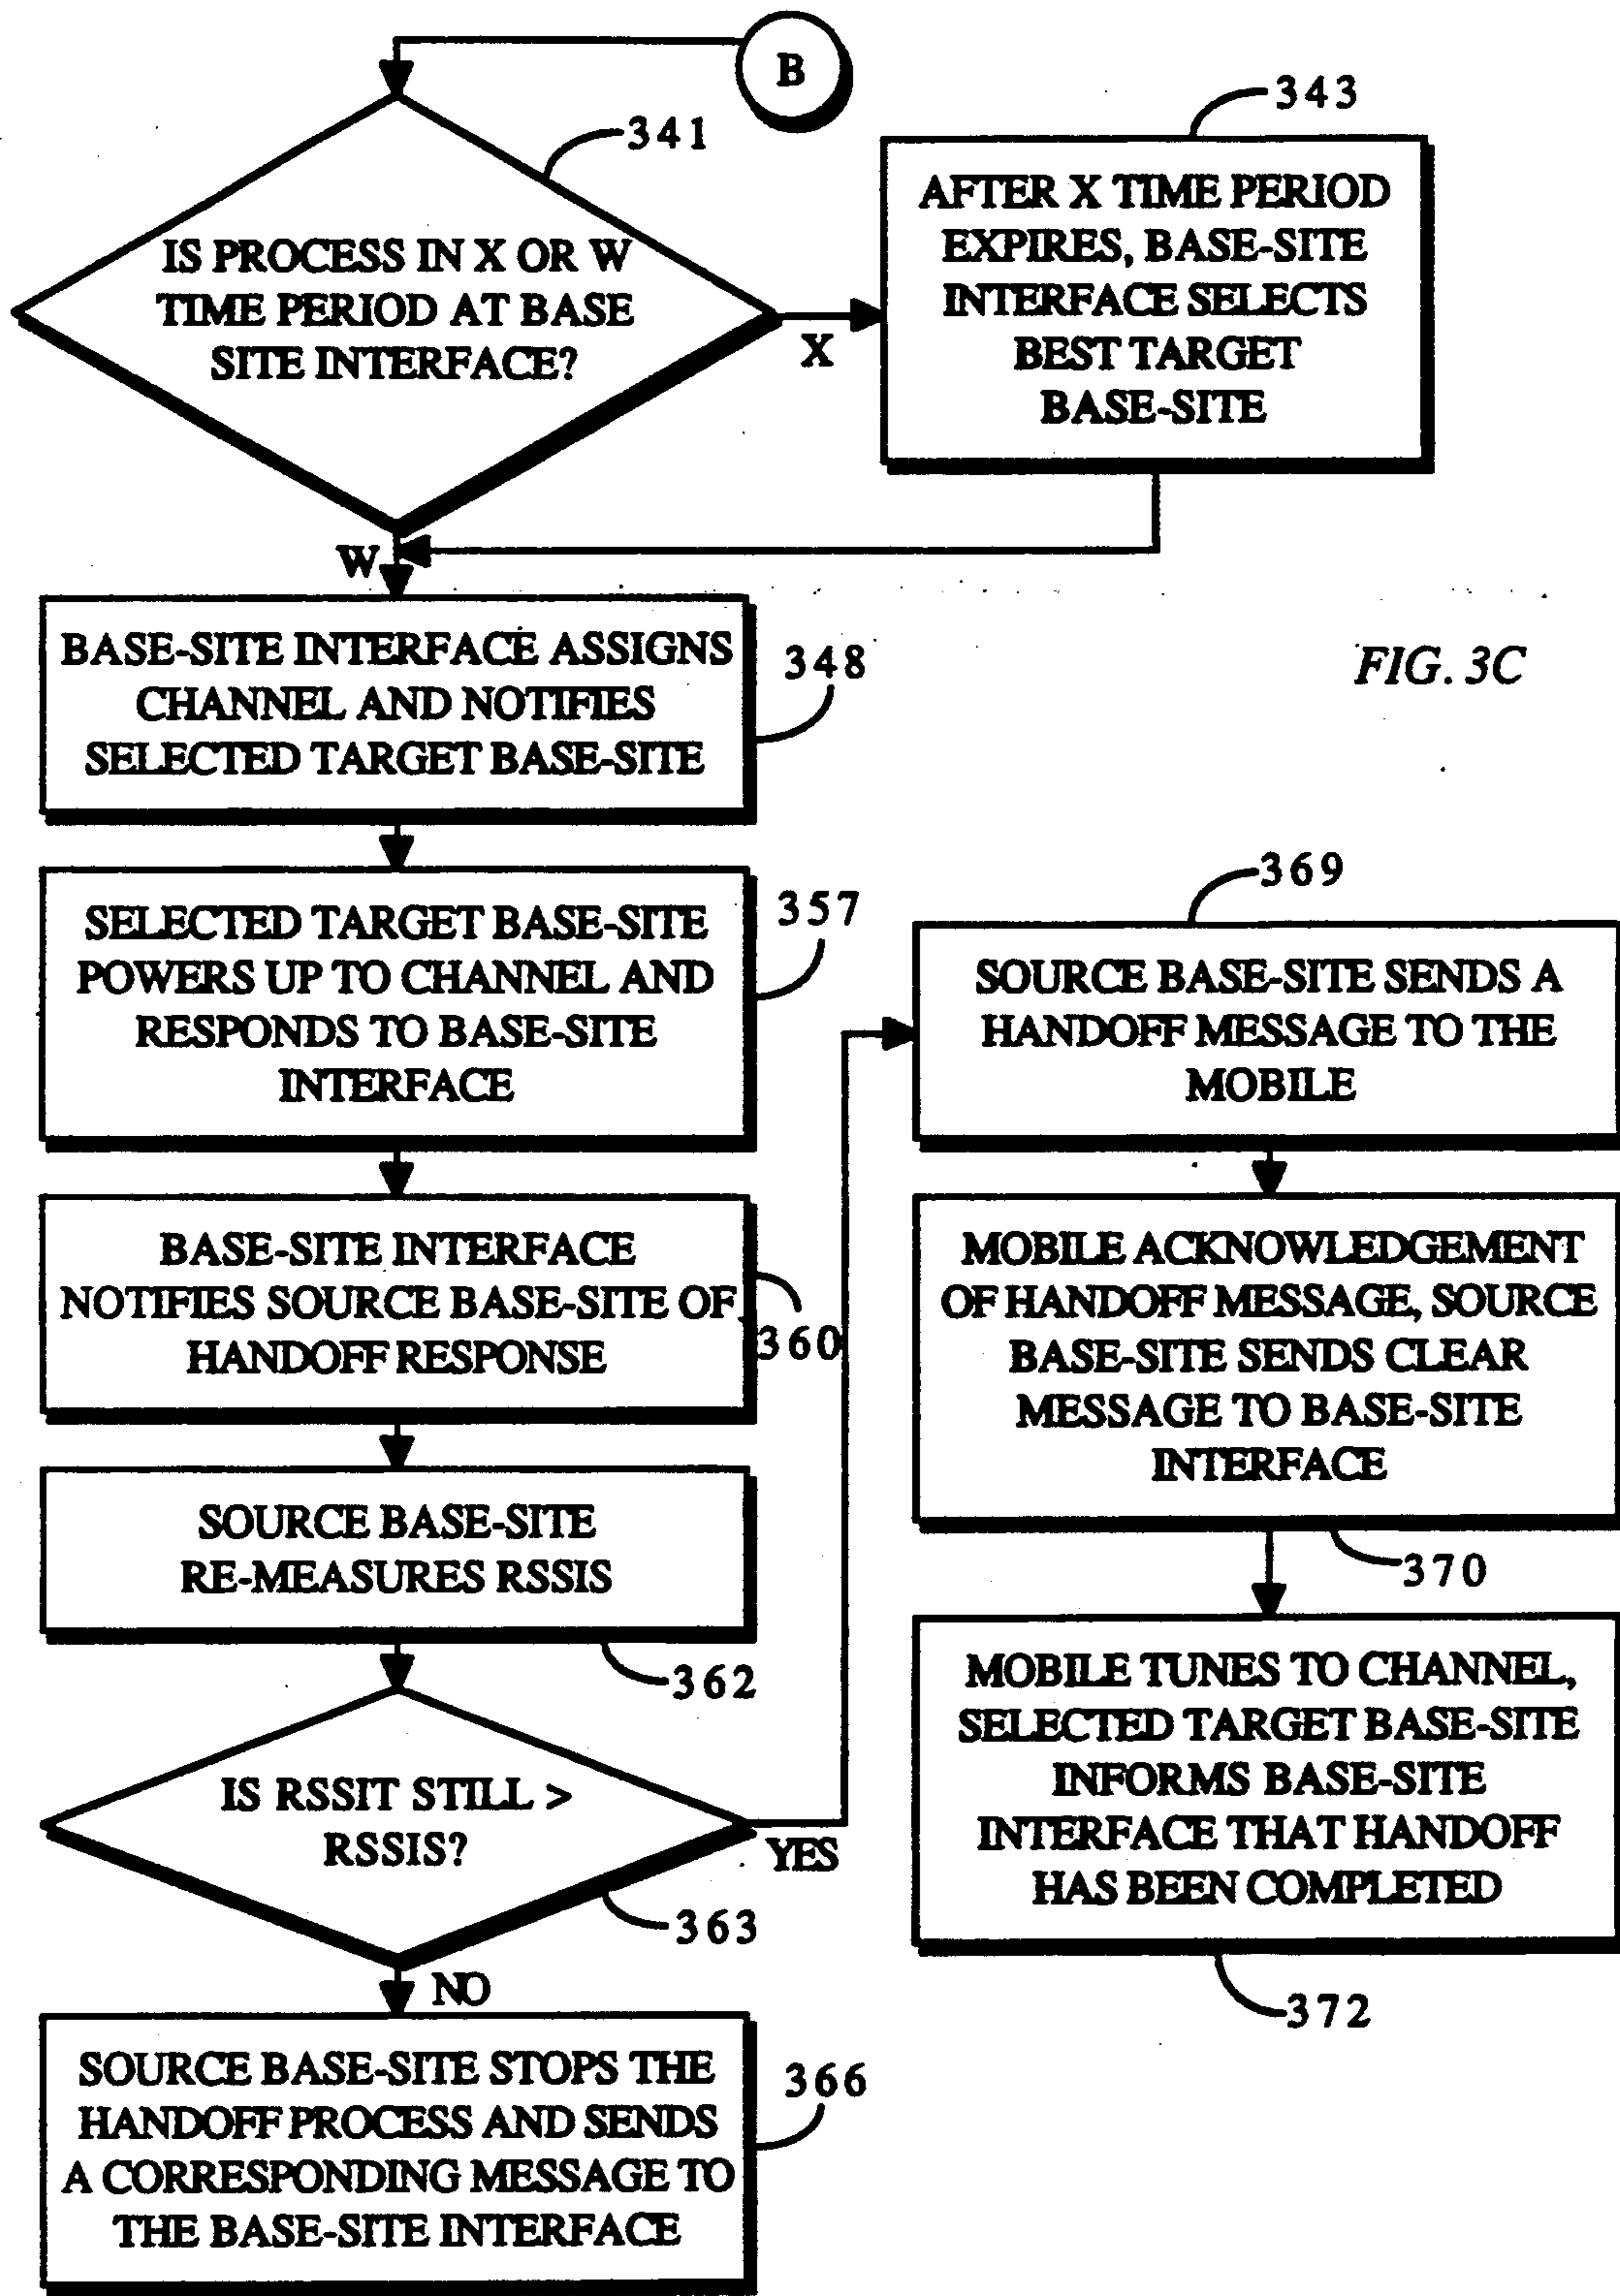 B
341
IS PROCESS IN X OR W
TIME PERIOD AT BASE
SITE INTERFACE?
X
W
343
AFTER X TIME PERIOD
EXPIRES, BASE-SITE
INTERFACE SELECTS
BEST TARGET
BASE-SITE
FIG. 3C
BASE-SITE INTERFACE ASSIGNS
CHANNEL AND NOTIFIES
SELECTED TARGET BASE-SITE
348
SELECTED TARGET BASE-SITE
POWERS UP TO CHANNEL AND
RESPONDS TO BASE-SITE
INTERFACE
357
BASE-SITE INTERFACE
NOTIFIES SOURCE BASE-SITE OF
HANDOFF RESPONSE
360
SOURCE BASE-SITE
RE-MEASURES RSSIS
362
IS RSSIT STILL >
RSSIS?
YES
363
NO
SOURCE BASE-SITE STOPS THE
HANDOFF PROCESS AND SENDS
A CORRESPONDING MESSAGE TO
THE BASE-SITE INTERFACE
366
369
SOURCE BASE-SITE SENDS A
HANDOFF MESSAGE TO THE
MOBILE
MOBILE ACKNOWLEDGEMENT
OF HANDOFF MESSAGE, SOURCE
BASE-SITE SENDS CLEAR
MESSAGE TO BASE-SITE
INTERFACE
370
MOBILE TUNES TO CHANNEL,
SELECTED TARGET BASE-SITE
INFORMS BASE-SITE
INTERFACE THAT HANDOFF
HAS BEEN COMPLETED
372